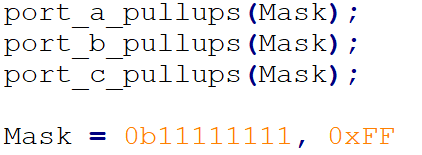 port_a_pullups(Mask);
port_b_pullups(Mask);
port_c_pullups(Mask);
Mask = 0b11111111, 0xFF